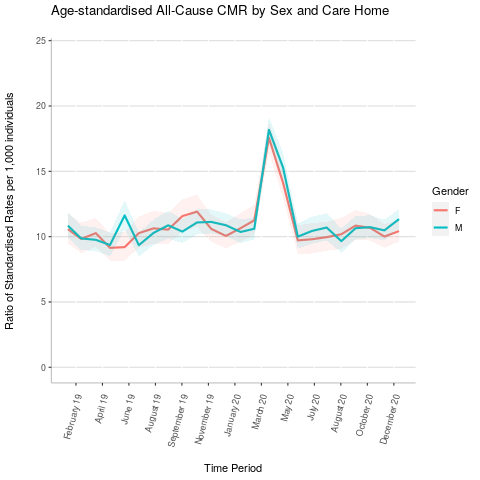 Age-standardised All-Cause CMR by Sex and Care Home
Ratio of Standardised Rates per 1,000 individuals
25
20
15
10
5
0
February 19
April 19
June 19
August 19
September 19
November 19
January 20
March 20
May 20
July 20
August 20
October 20
December 20
Time Period
Gender
F
M